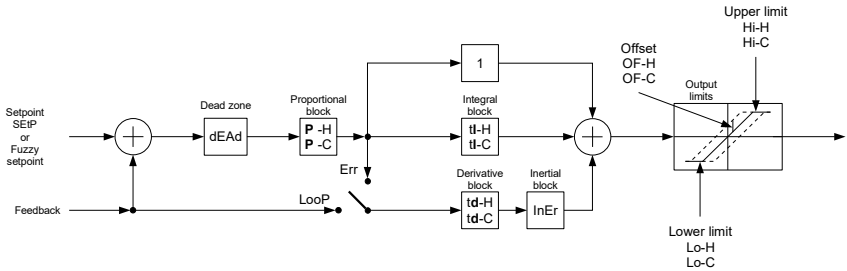 Upper limit
Hi-H
Hi-C
Offset
OF-H
OF-C
Output
limits
1
Setpoint
SEtP
or
Fuzzy
setpoint
Dead zone
dEAd
Proportional
block
P -H
P -C
Integral
block
tI-H
tI-C
Err
LooP
Derivative
block
td-H
td-C
Inertial
block
InEr
Feedback
Lower limit
Lo-H
Lo-C